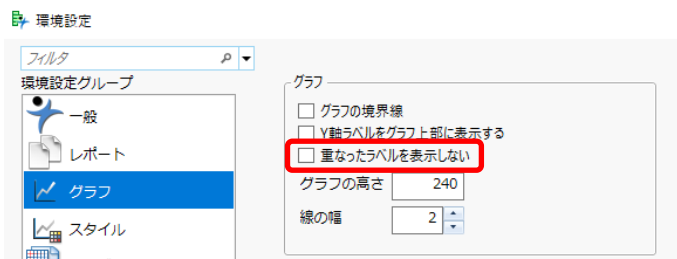 環境設定
フィルタ
環境設定グループ
一般
レポート
グラフ
スタイル
グラフ
グラフの境界線
Y軸ラベルをグラフ上部に表示する
重なったラベルを表示しない
グラフの高さ 240
線の幅 2